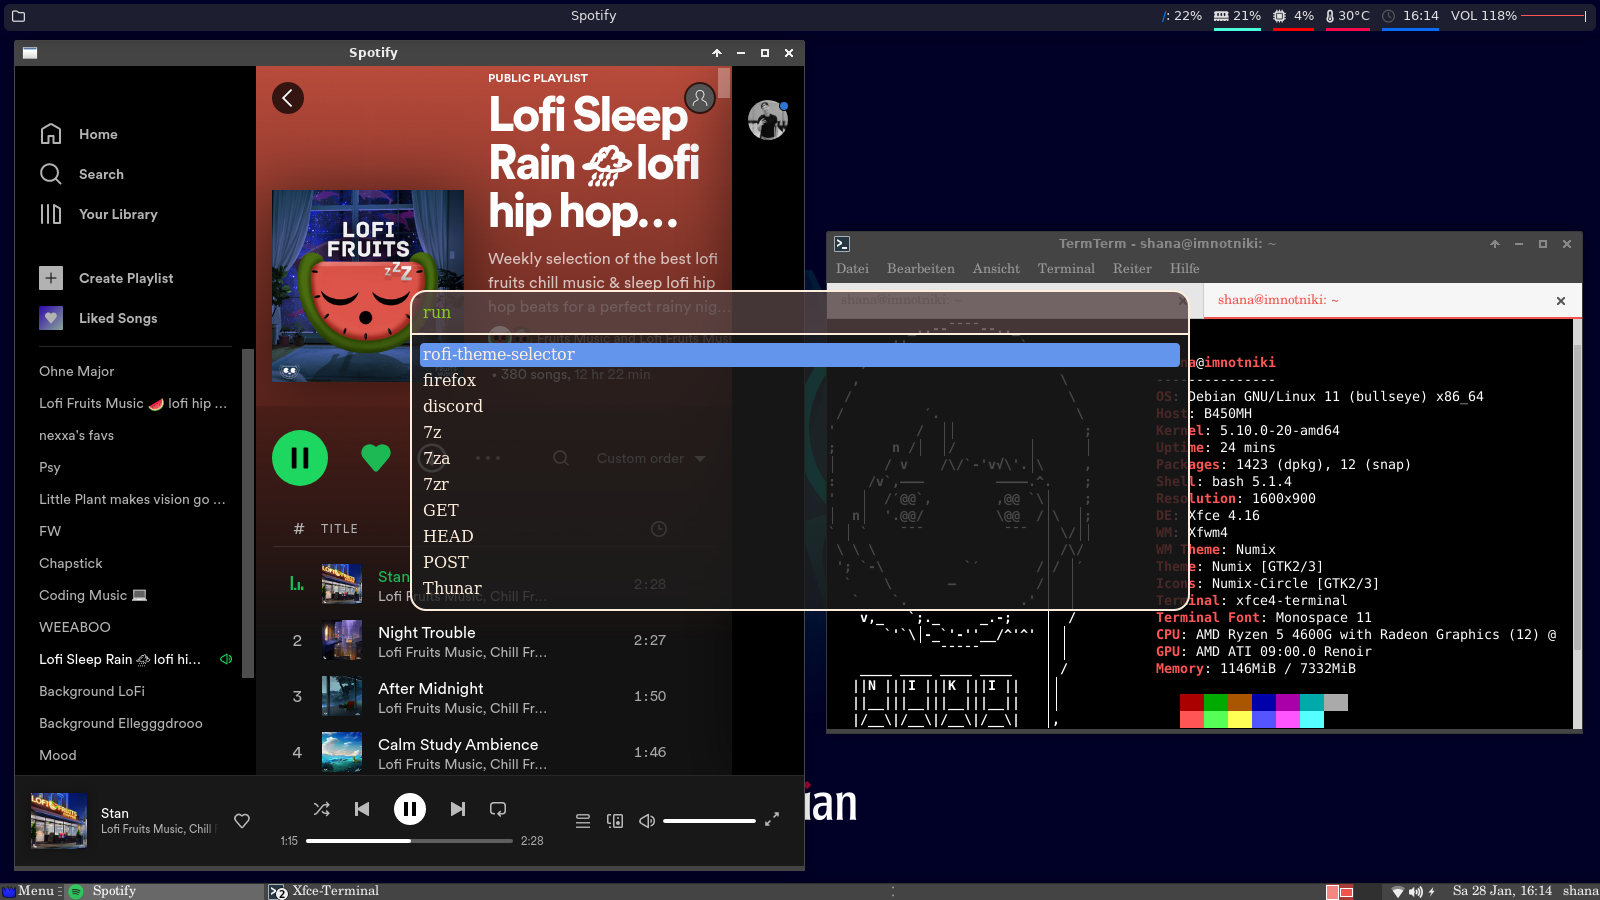 Spotify
/: 22%
21%
4%
30°C
16:14
VOL 118%
Spotify
Home
Search
Your Library
Create Playlist
Liked Songs
Ohne Major
Lofi Fruits Music 🍉 lofi hip ...
nexxa's favs
Psy
Little Plant makes vision go ...
FW
Chapstick
Coding Music 💻
WEEABOO
Lofi Sleep Rain 🌧 lofi hi...
Background LoFi
Background Ellegggdrooo
Mood
PUBLIC PLAYLIST
Lofi Sleep
Rain 🌧 lofi
hip hop...
LOFI
FRUITS
zzZ
Weekly selection of the best lofi
fruits chill music & sleep lofi hip
hop beats for a perfect rainy nig...
Fruits Music and Lofi Fruits Mus
• 380 songs, 12 hr 22 min
Custom order
# TITLE
Stan
2:28
Lofi Fruits Music, Chill Fr...
2 Night Trouble 2:27
Lofi Fruits Music, Chill Fr...
3 After Midnight 1:50
Lofi Fruits Music, Chill Fr...
4 Calm Study Ambience 1:46
Lofi Fruits Music, Chill Fr...
Stan
Lofi Fruits Music, Chill F
1:15
2:28
run
rofi-theme-selector
firefox
discord
7z
7za
7zr
GET
HEAD
POST
Thunar
TermTerm - shana@imnotniki: ~
Datei Bearbeiten Ansicht Terminal Reiter Hilfe
shana@imnotniki: ~
shana@imnotniki: ~
na@imnotniki
---------------
OS: Debian GNU/Linux 11 (bullseye) x86_64
Host: B450MH
Kernel: 5.10.0-20-amd64
Uptime: 24 mins
Packages: 1423 (dpkg), 12 (snap)
Shell: bash 5.1.4
Resolution: 1600x900
DE: Xfce 4.16
WM: Xfwm4
WM Theme: Numix
Theme: Numix [GTK2/3]
Icons: Numix-Circle [GTK2/3]
Terminal: xfce4-terminal
Terminal Font: Monospace 11
CPU: AMD Ryzen 5 4600G with Radeon Graphics (12) @
GPU: AMD ATI 09:00.0 Renoir
Memory: 1146MiB / 7332MiB
N I K I
ian
Menu
Spotify
2
Xfce-Terminal
Sa 28 Jan, 16:14
shana